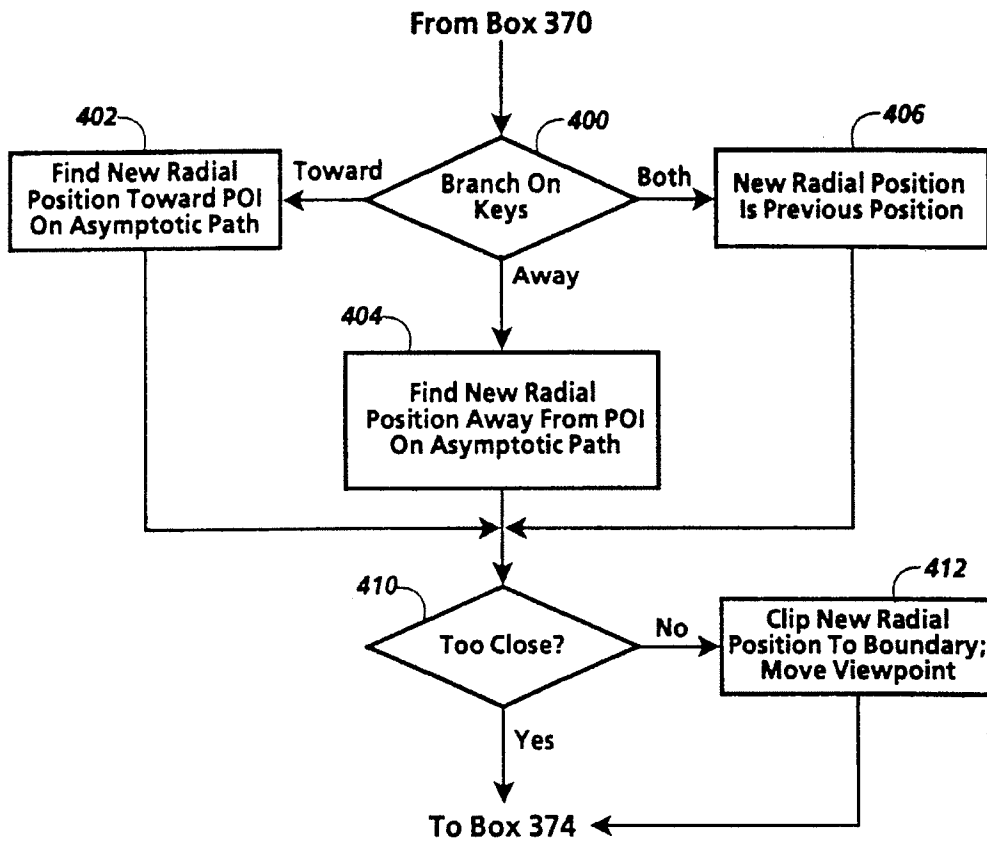 From Box 370
402
400
406
Find New Radial
Position Toward POI
On Asymptotic Path
Toward
Branch On
Keys
Both
New Radial Position
Is Previous Position
Away
404
Find New Radial
Position Away From POI
On Asymptotic Path
410
412
Too Close?
No
Clip New Radial
Position To Boundary;
Move Viewpoint
Yes
To Box 374